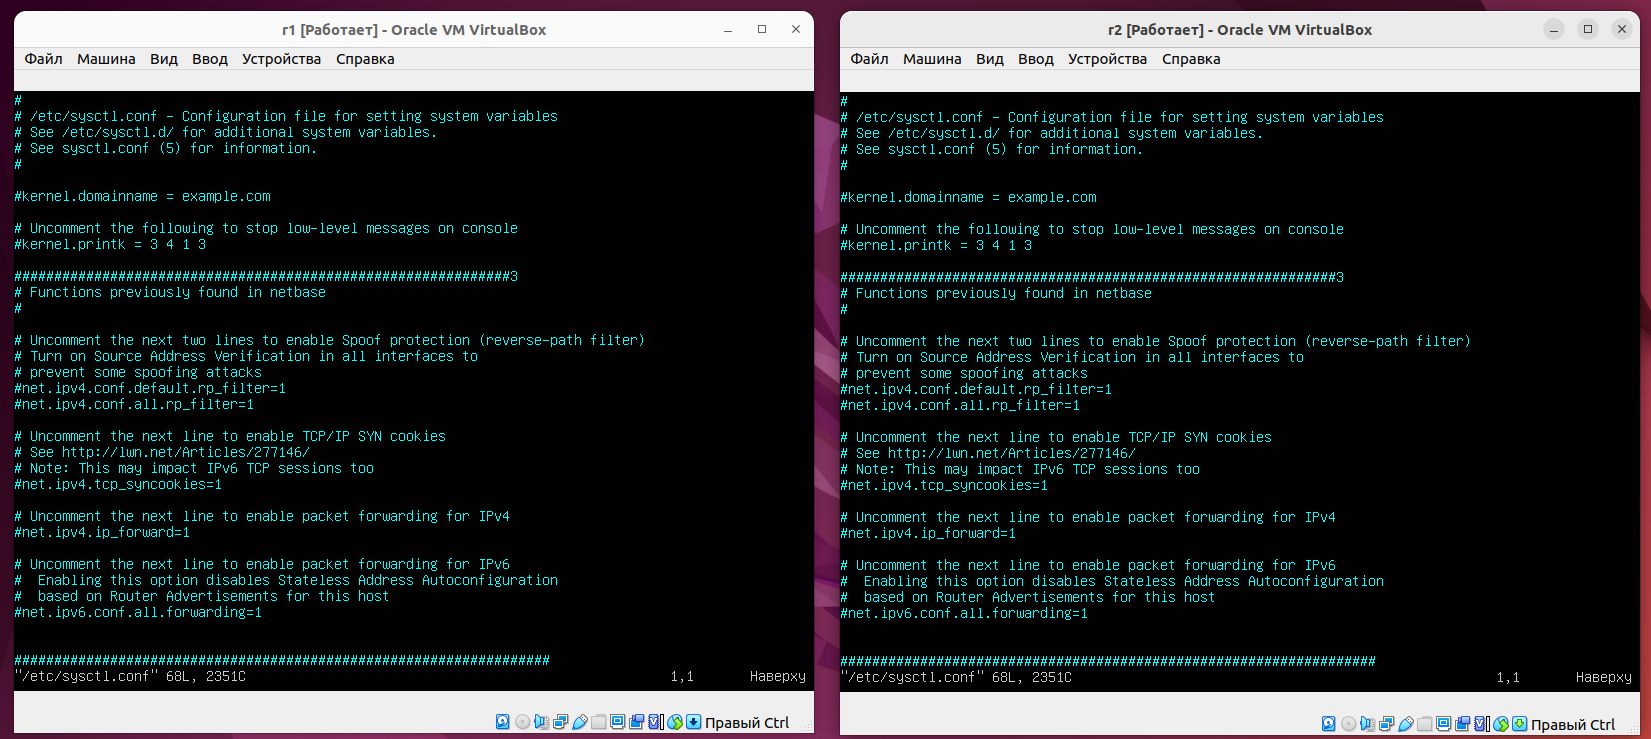 r1 [Работает] - Oracle VM VirtualBox
Файл Машина Вид Ввод Устройства Справка
#
# /etc/sysctl.conf - Configuration file for setting system variables
# See /etc/sysctl.d/ for additional system variables.
# See sysctl.conf (5) for information.
#
#kernel.domainname = example.com
# Uncomment the following to stop low-level messages on console
#kernel.printk = 3 4 1 3
##############################################################3
# Functions previously found in netbase
#
# Uncomment the next two lines to enable Spoof protection (reverse-path filter)
# Turn on Source Address Verification in all interfaces to
# prevent some spoofing attacks
#net.ipv4.conf.default.rp_filter=1
#net.ipv4.conf.all.rp_filter=1
# Uncomment the next line to enable TCP/IP SYN cookies
# See http://lwn.net/Articles/277146/
# Note: This may impact IPv6 TCP sessions too
#net.ipv4.tcp_syncookies=1
# Uncomment the next line to enable packet forwarding for IPv4
#net.ipv4.ip_forward=1
# Uncomment the next line to enable packet forwarding for IPv6
#  Enabling this option disables Stateless Address Autoconfiguration
#  based on Router Advertisements for this host
#net.ipv6.conf.all.forwarding=1
###################################################################
"/etc/sysctl.conf" 68L, 2351C 1,1 Наверху
Правый Ctrl
r2 [Работает] - Oracle VM VirtualBox
Файл Машина Вид Ввод Устройства Справка
#
# /etc/sysctl.conf - Configuration file for setting system variables
# See /etc/sysctl.d/ for additional system variables.
# See sysctl.conf (5) for information.
#
#kernel.domainname = example.com
# Uncomment the following to stop low-level messages on console
#kernel.printk = 3 4 1 3
##############################################################3
# Functions previously found in netbase
#
# Uncomment the next two lines to enable Spoof protection (reverse-path filter)
# Turn on Source Address Verification in all interfaces to
# prevent some spoofing attacks
#net.ipv4.conf.default.rp_filter=1
#net.ipv4.conf.all.rp_filter=1
# Uncomment the next line to enable TCP/IP SYN cookies
# See http://lwn.net/Articles/277146/
# Note: This may impact IPv6 TCP sessions too
#net.ipv4.tcp_syncookies=1
# Uncomment the next line to enable packet forwarding for IPv4
#net.ipv4.ip_forward=1
# Uncomment the next line to enable packet forwarding for IPv6
#  Enabling this option disables Stateless Address Autoconfiguration
#  based on Router Advertisements for this host
#net.ipv6.conf.all.forwarding=1
###################################################################
"/etc/sysctl.conf" 68L, 2351C 1,1 Наверху
Правый Ctrl